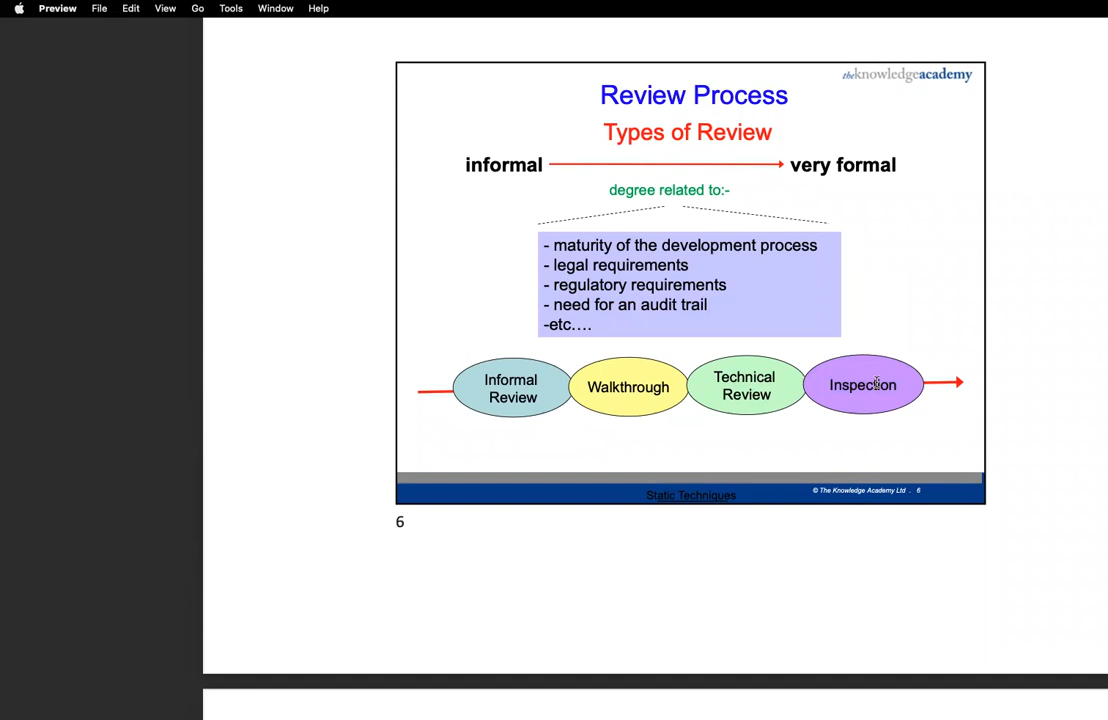 Preview File Edit View Go Tools Window Help
theknowledgeacademy
Review Process
Types of Review
informal very formal
degree related to:-
- maturity of the development process
- legal requirements
- regulatory requirements
- need for an audit trail
-etc....
Informal
Review
Walkthrough
Technical
Review
Inspection
Static Techniques
© The Knowledge Academy Ltd . 6
6